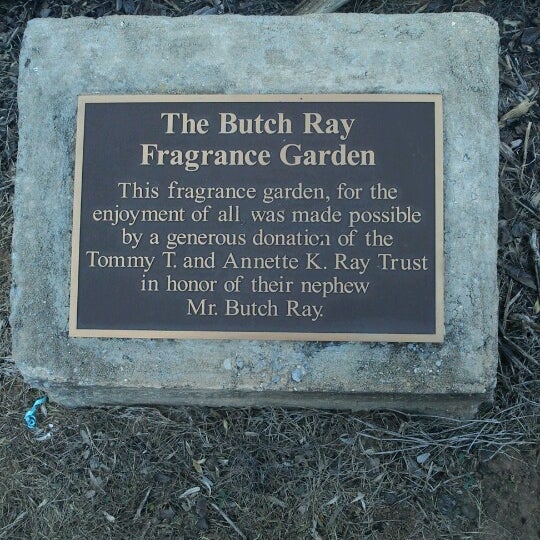 The Butch Ray
Fragrance Garden
This fragrance garden, for the
enjoyment of all was made possible
by a generous donation of the
Tommy T. and Annette K. Ray Trust
in honor of their nephew
Mr. Butch Ray.